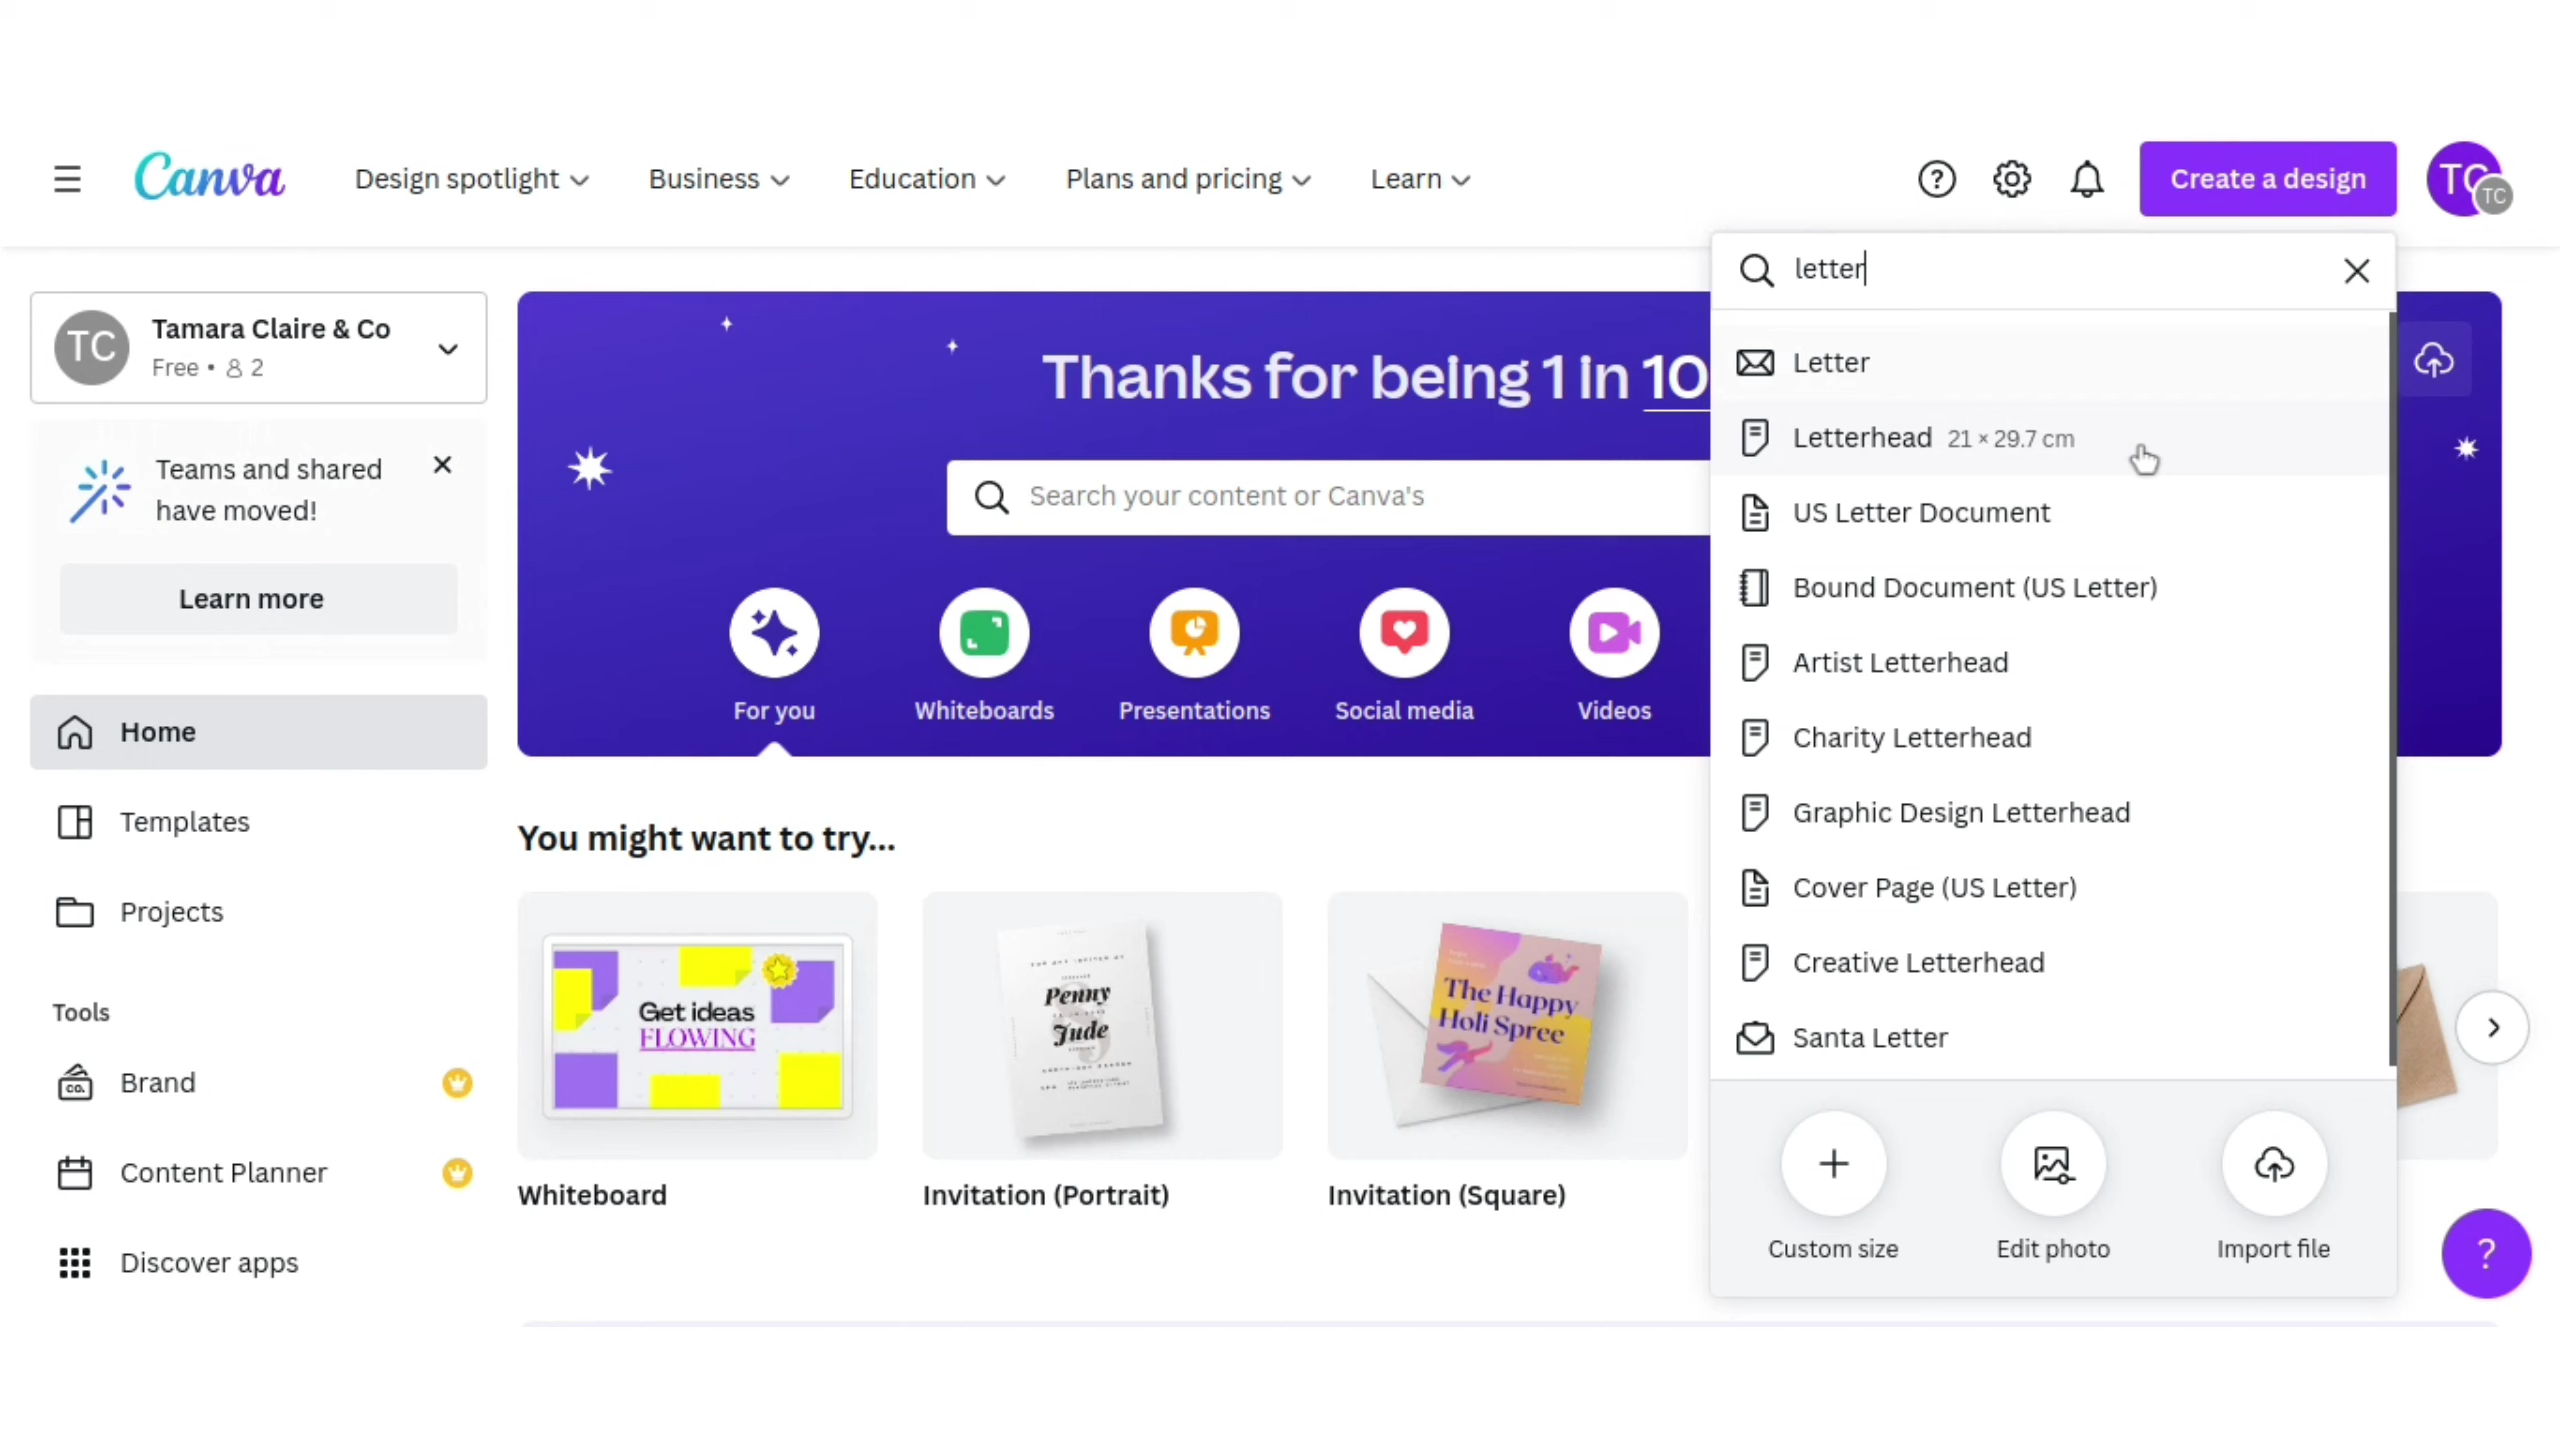 Canva
Design spotlight
Business
Education
Plans and pricing
Learn
Create a design
TC
TC
letter
Letter
Letterhead 21 × 29.7 cm
US Letter Document
Bound Document (US Letter)
Artist Letterhead
Charity Letterhead
Graphic Design Letterhead
Cover Page (US Letter)
Creative Letterhead
Santa Letter
Custom size
Edit photo
Import file
TC
Tamara Claire & Co
Free • 2
Teams and shared
have moved!
Learn more
Home
Templates
Projects
Tools
CO.
Brand
Content Planner
Discover apps
Thanks for being 1 in 10
Search your content or Canva's
For you
Whiteboards
Presentations
Social media
Videos
You might want to try...
Get ideas
FLOWING
Whiteboard
Penny
&
Jude
Invitation (Portrait)
The Happy
Holi Spree
Invitation (Square)
?